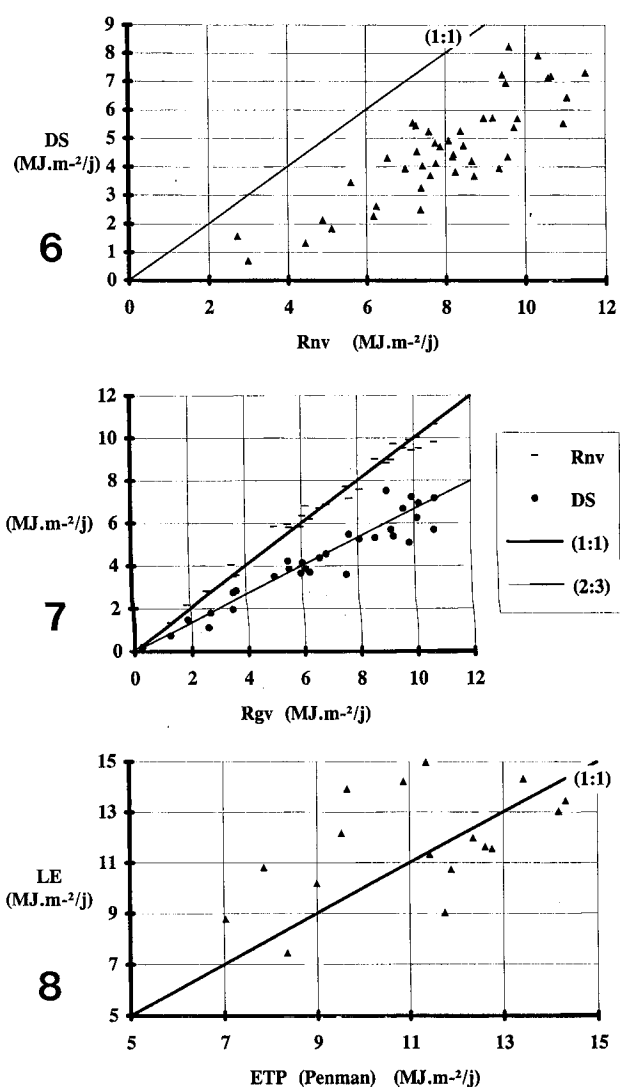 9
8
7
6
5
4
3
2
1
0
(1:1)
DS
(MJ.m-²/j)
6
0 2 4 6 8 10 12
Rnv (MJ.m-²/j)
12
10
8
6
4
2
0
(MJ.m-²/j)
7
0 2 4 6 8 10 12
Rgv (MJ.m-²/j)
Rnv
DS
(1:1)
(2:3)
15
13
11
9
7
5
(1:1)
LE
(MJ.m-²/j)
8
5 7 9 11 13 15
ETP (Penman) (MJ.m-²/j)